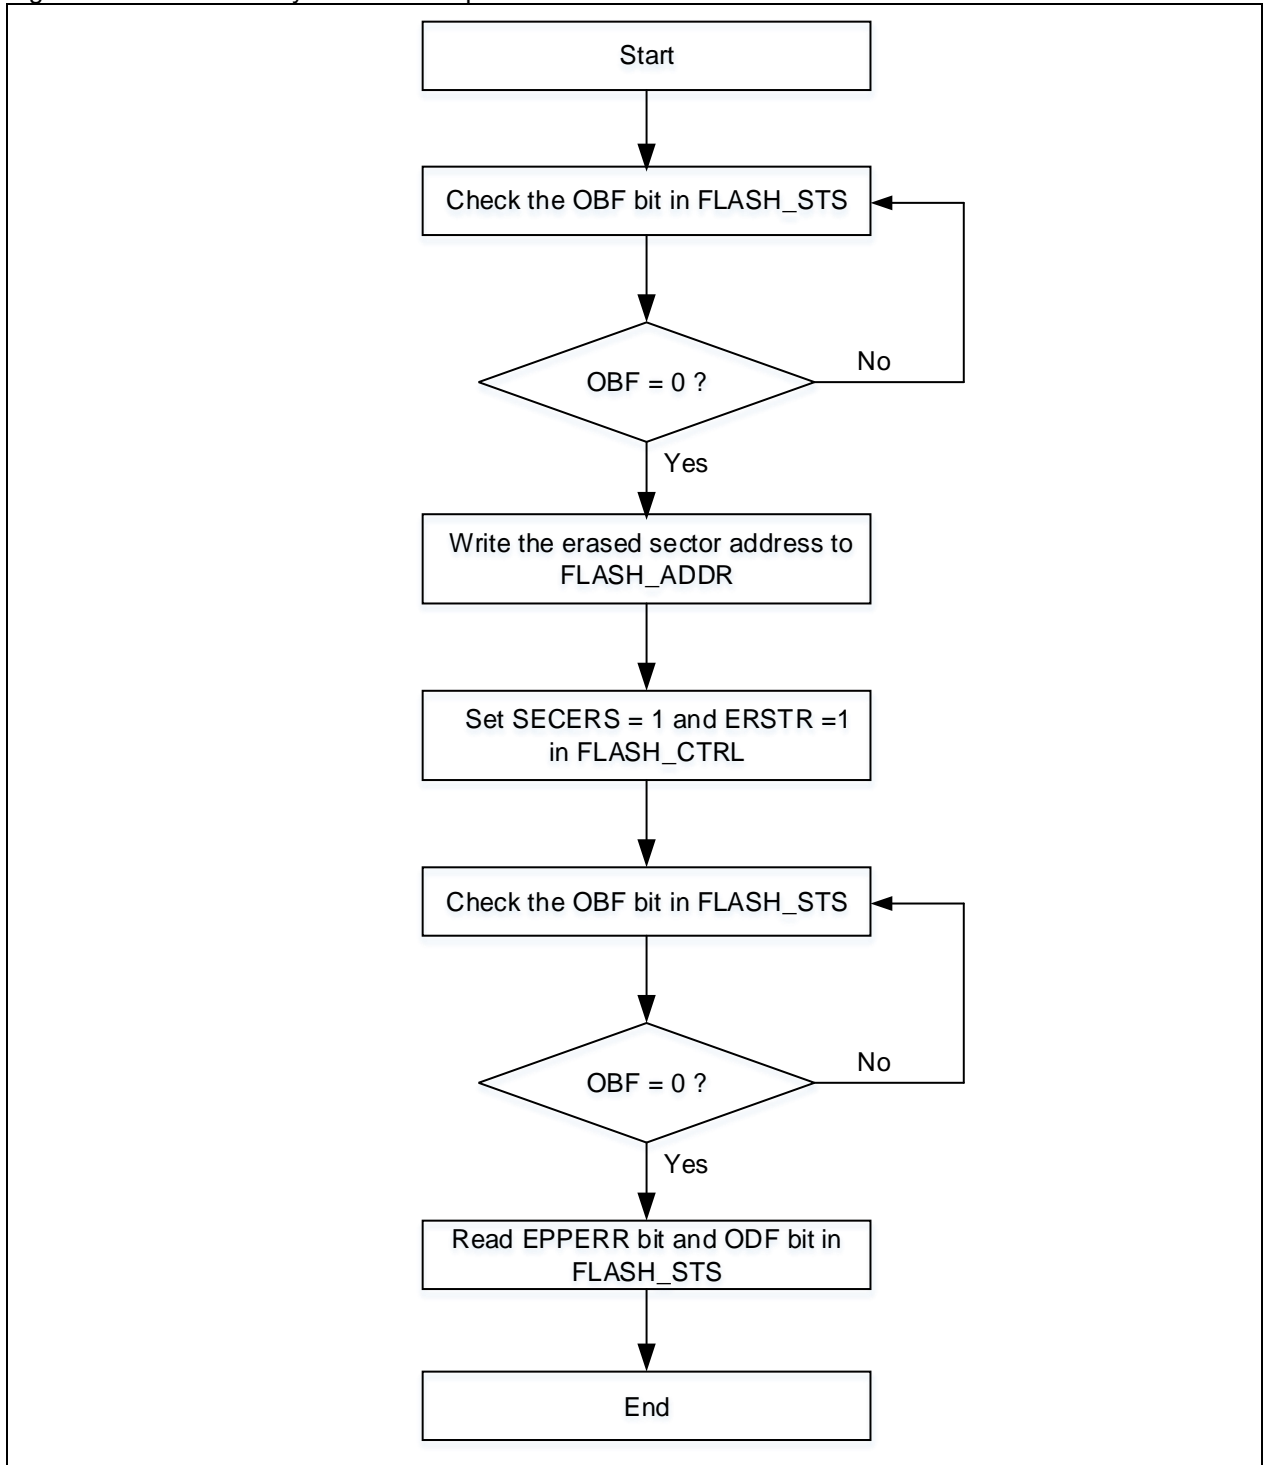 Start
Check the OBF bit in FLASH_STS
OBF = 0 ?
No
Yes
Write the erased sector address to
FLASH_ADDR
Set SECERS = 1 and ERSTR =1
in FLASH_CTRL
Check the OBF bit in FLASH_STS
OBF = 0 ?
No
Yes
Read EPPERR bit and ODF bit in
FLASH_STS
End